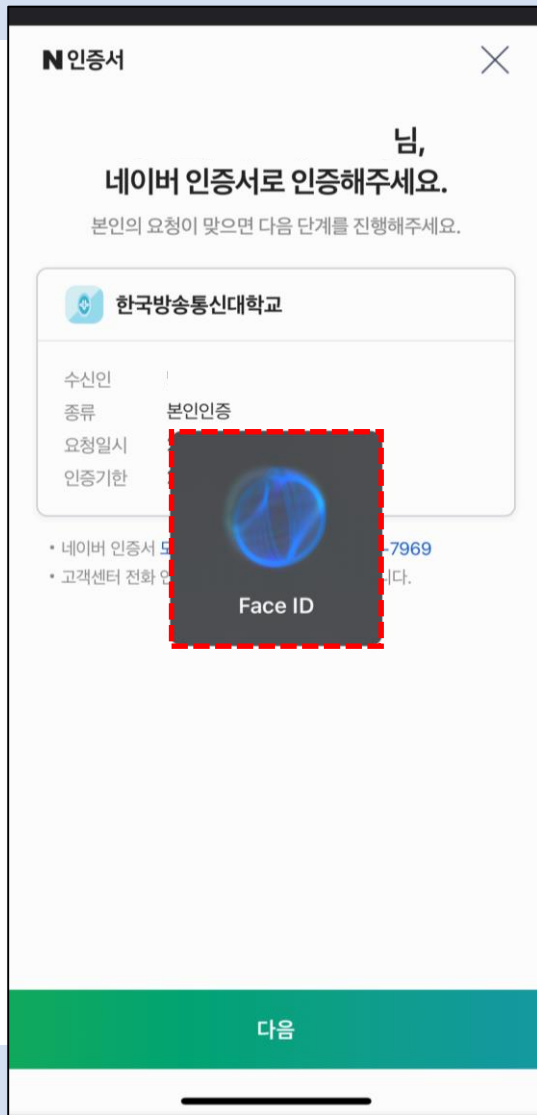 N 인증서
님,
네이버 인증서로 인증해주세요.
본인의 요청이 맞으면 다음 단계를 진행해주세요.
한국방송통신대학교
수신인
종류 본인인증
요청일시
인증기한
• 네이버 인증서 -7969
• 고객센터 전화 니다.
Face ID
다음